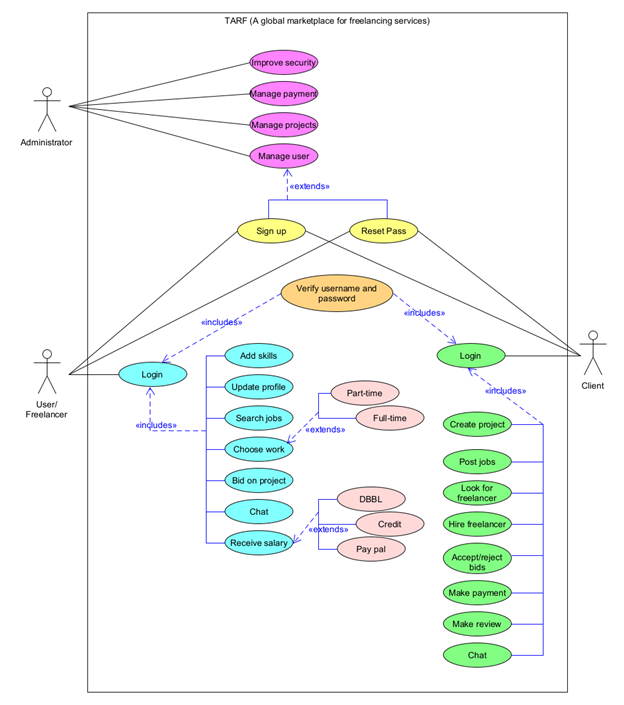 TARF (A global marketplace for freelancing services)
Improve security
Manage payment
Manage projects
Manage user
Administrator
«extends»
Sign up
Reset Pass
Verify username and
password
«includes»
«includes»
Login
User/
Freelancer
Login
Client
«includes»
Add skills
Update profile
Search jobs
Choose work
Bid on project
Chat
Receive salary
«includes»
Part-time
Full-time
«extends»
DBBL
Credit
Pay pal
«extends»
Create project
Post jobs
Look for
freelancer
Hire freelancer
Accept/reject
bids
Make payment
Make review
Chat